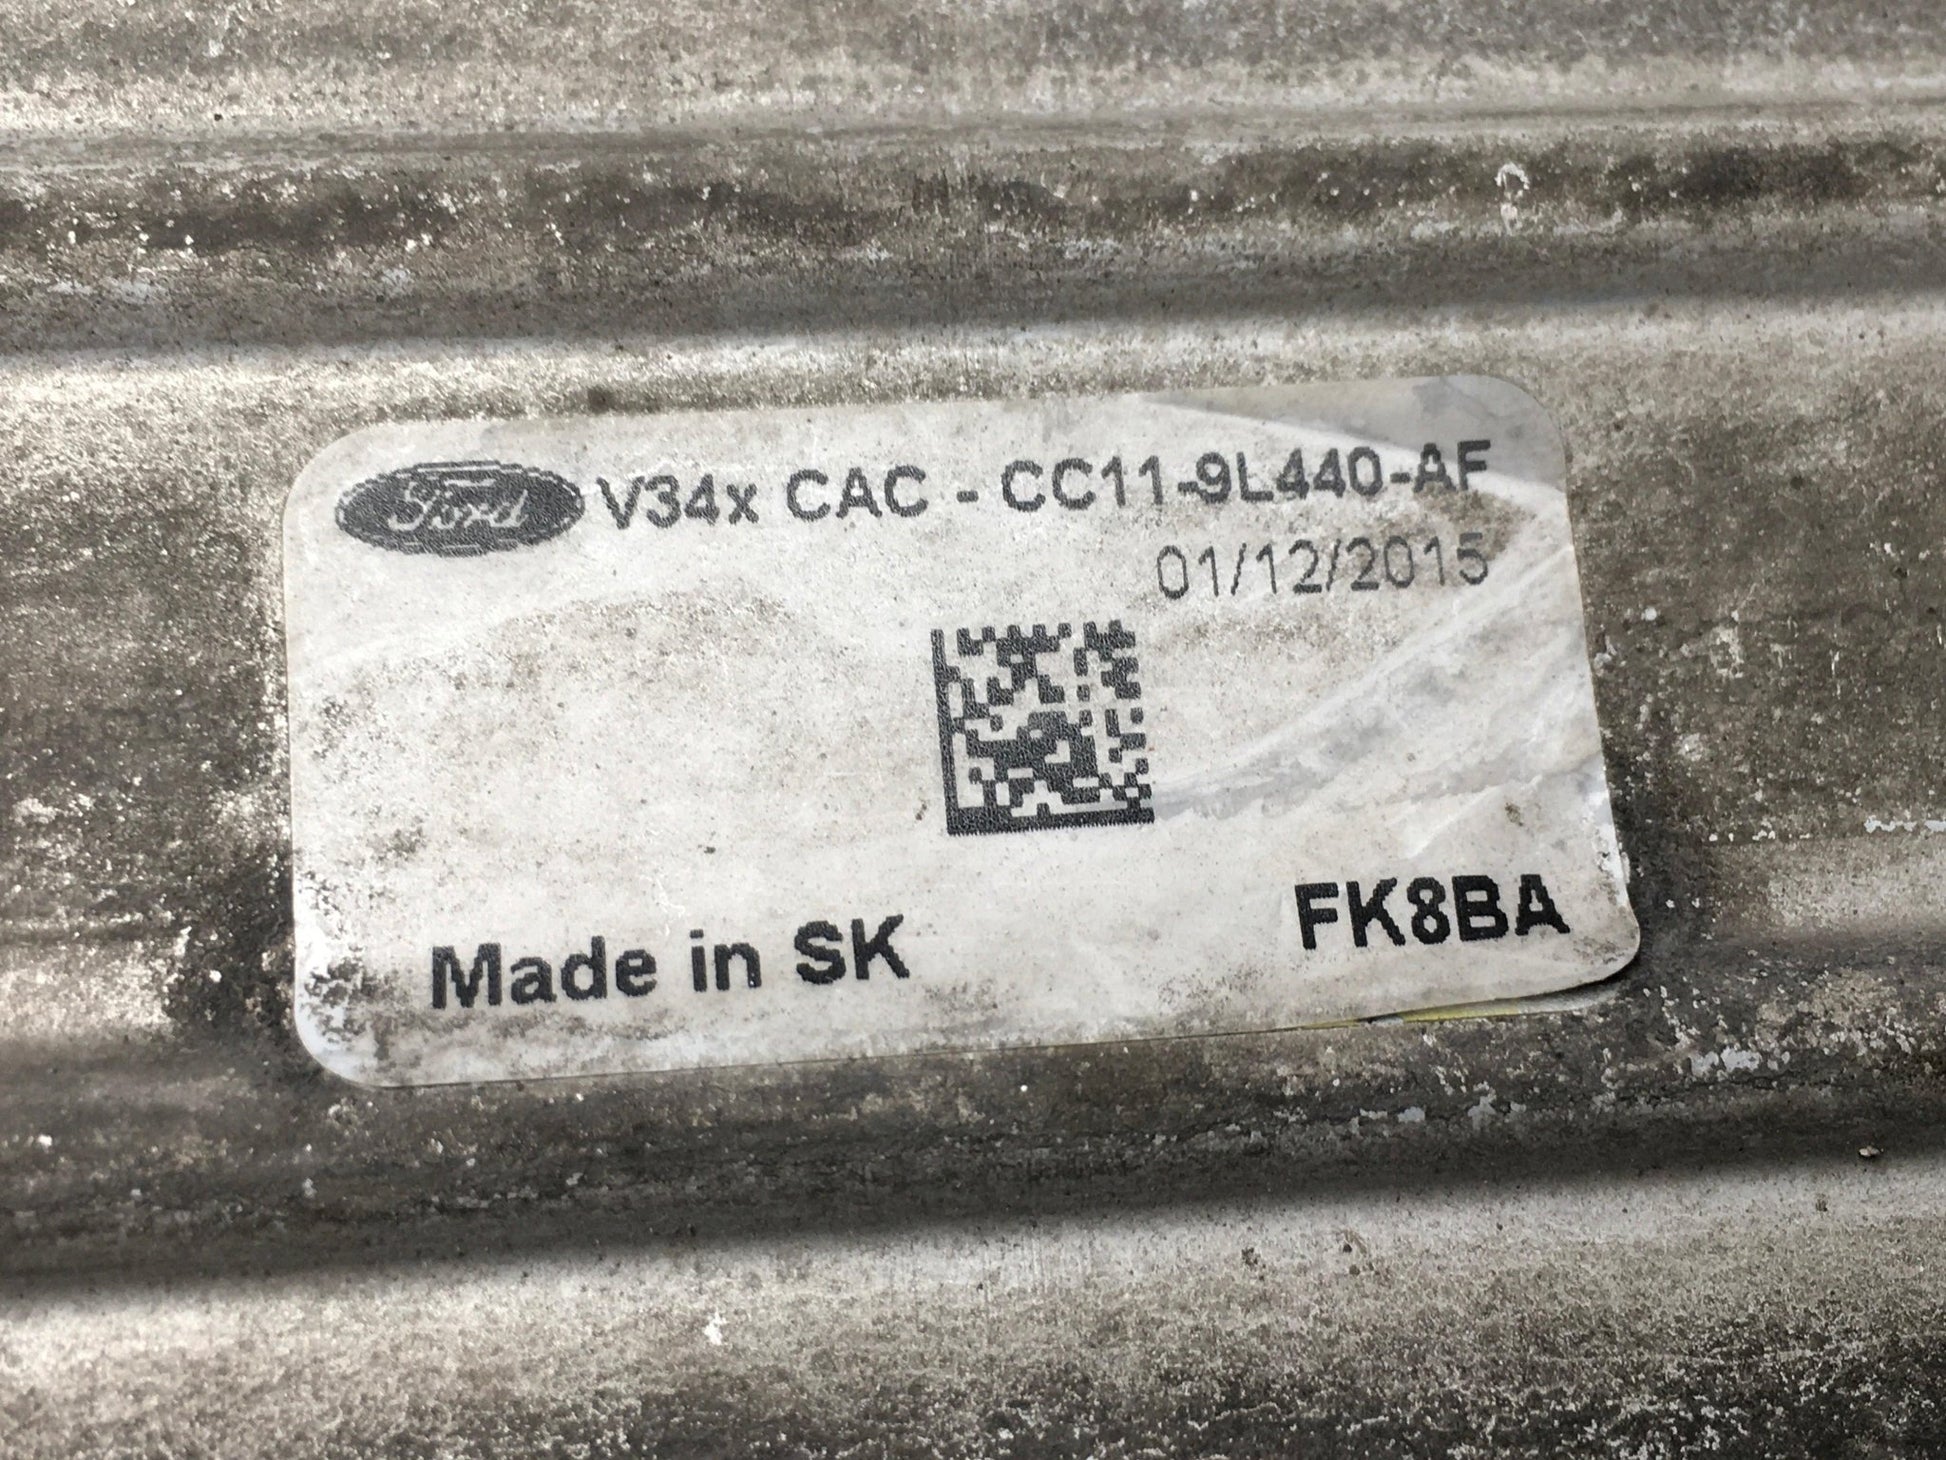 Ford V34x CAC - CC11-9L440-AF
01/12/2015
Made in SK
FK8BA